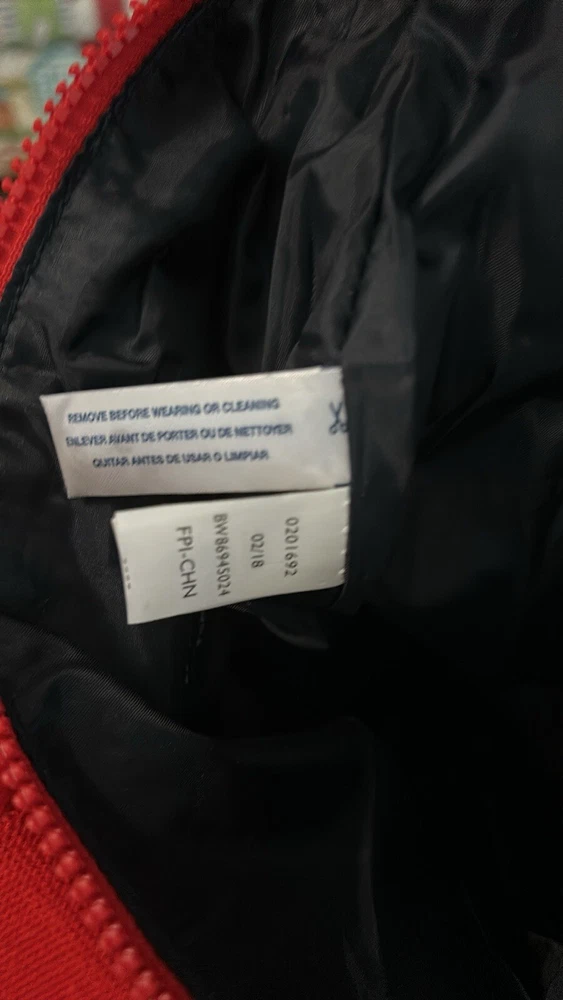 REMOVE BEFORE WEARING OR CLEANING
ENLEVER AVANT DE PORTER OU DE NETTOYER
QUITAR ANTES DE USAR O LIMPIAR
0201692
02/18
BW86945024
FPI-CHN